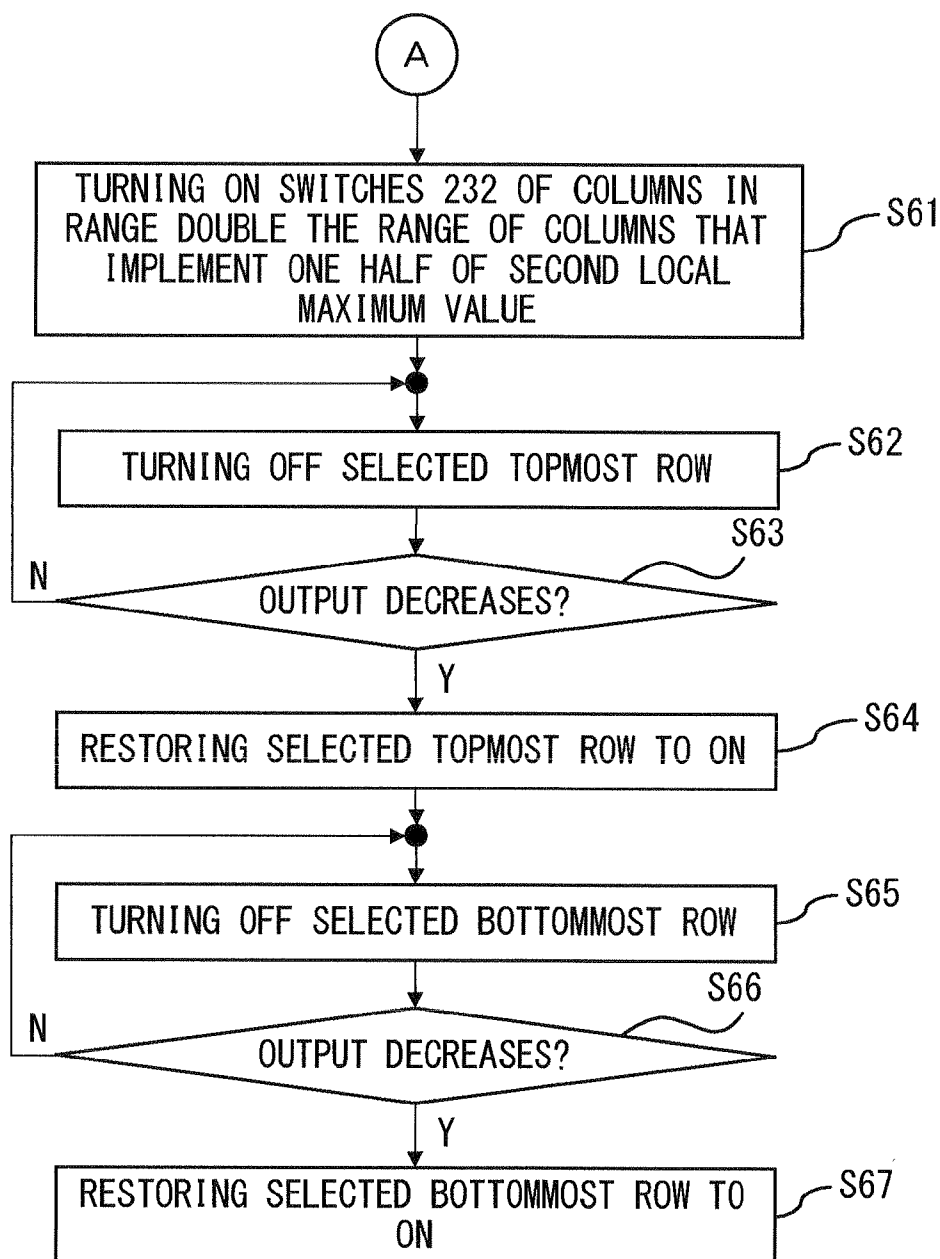 A
TURNING ON SWITCHES 232 OF COLUMNS IN
RANGE DOUBLE THE RANGE OF COLUMNS THAT
IMPLEMENT ONE HALF OF SECOND LOCAL
MAXIMUM VALUE
S61
TURNING OFF SELECTED TOPMOST ROW
S62
S63
N
OUTPUT DECREASES?
Y
RESTORING SELECTED TOPMOST ROW TO ON
S64
TURNING OFF SELECTED BOTTOMMOST ROW
S65
S66
N
OUTPUT DECREASES?
Y
RESTORING SELECTED BOTTOMMOST ROW TO
ON
S67